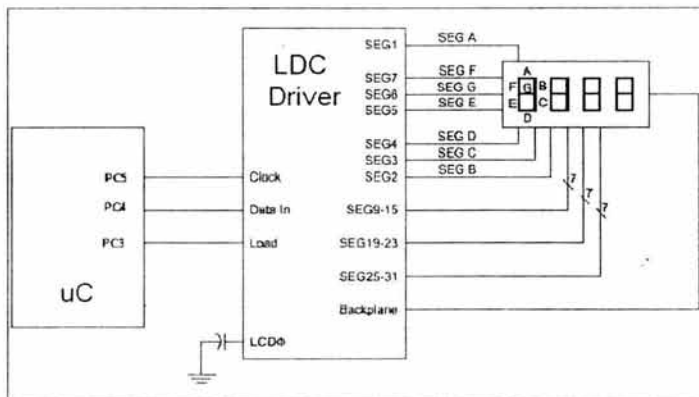 uC
PC5
PC4
PC3
LDC
Driver
Clock
Data In
Load
LCDΦ
SEG1
SEG7
SEG6
SEG5
SEG4
SEG3
SEG2
SEG9-15
SEG19-23
SEG25-31
Backplane
SEG A
SEG F
SEG G
SEG E
SEG D
SEG C
SEG B
A
F G B
E C
D
7
7
7